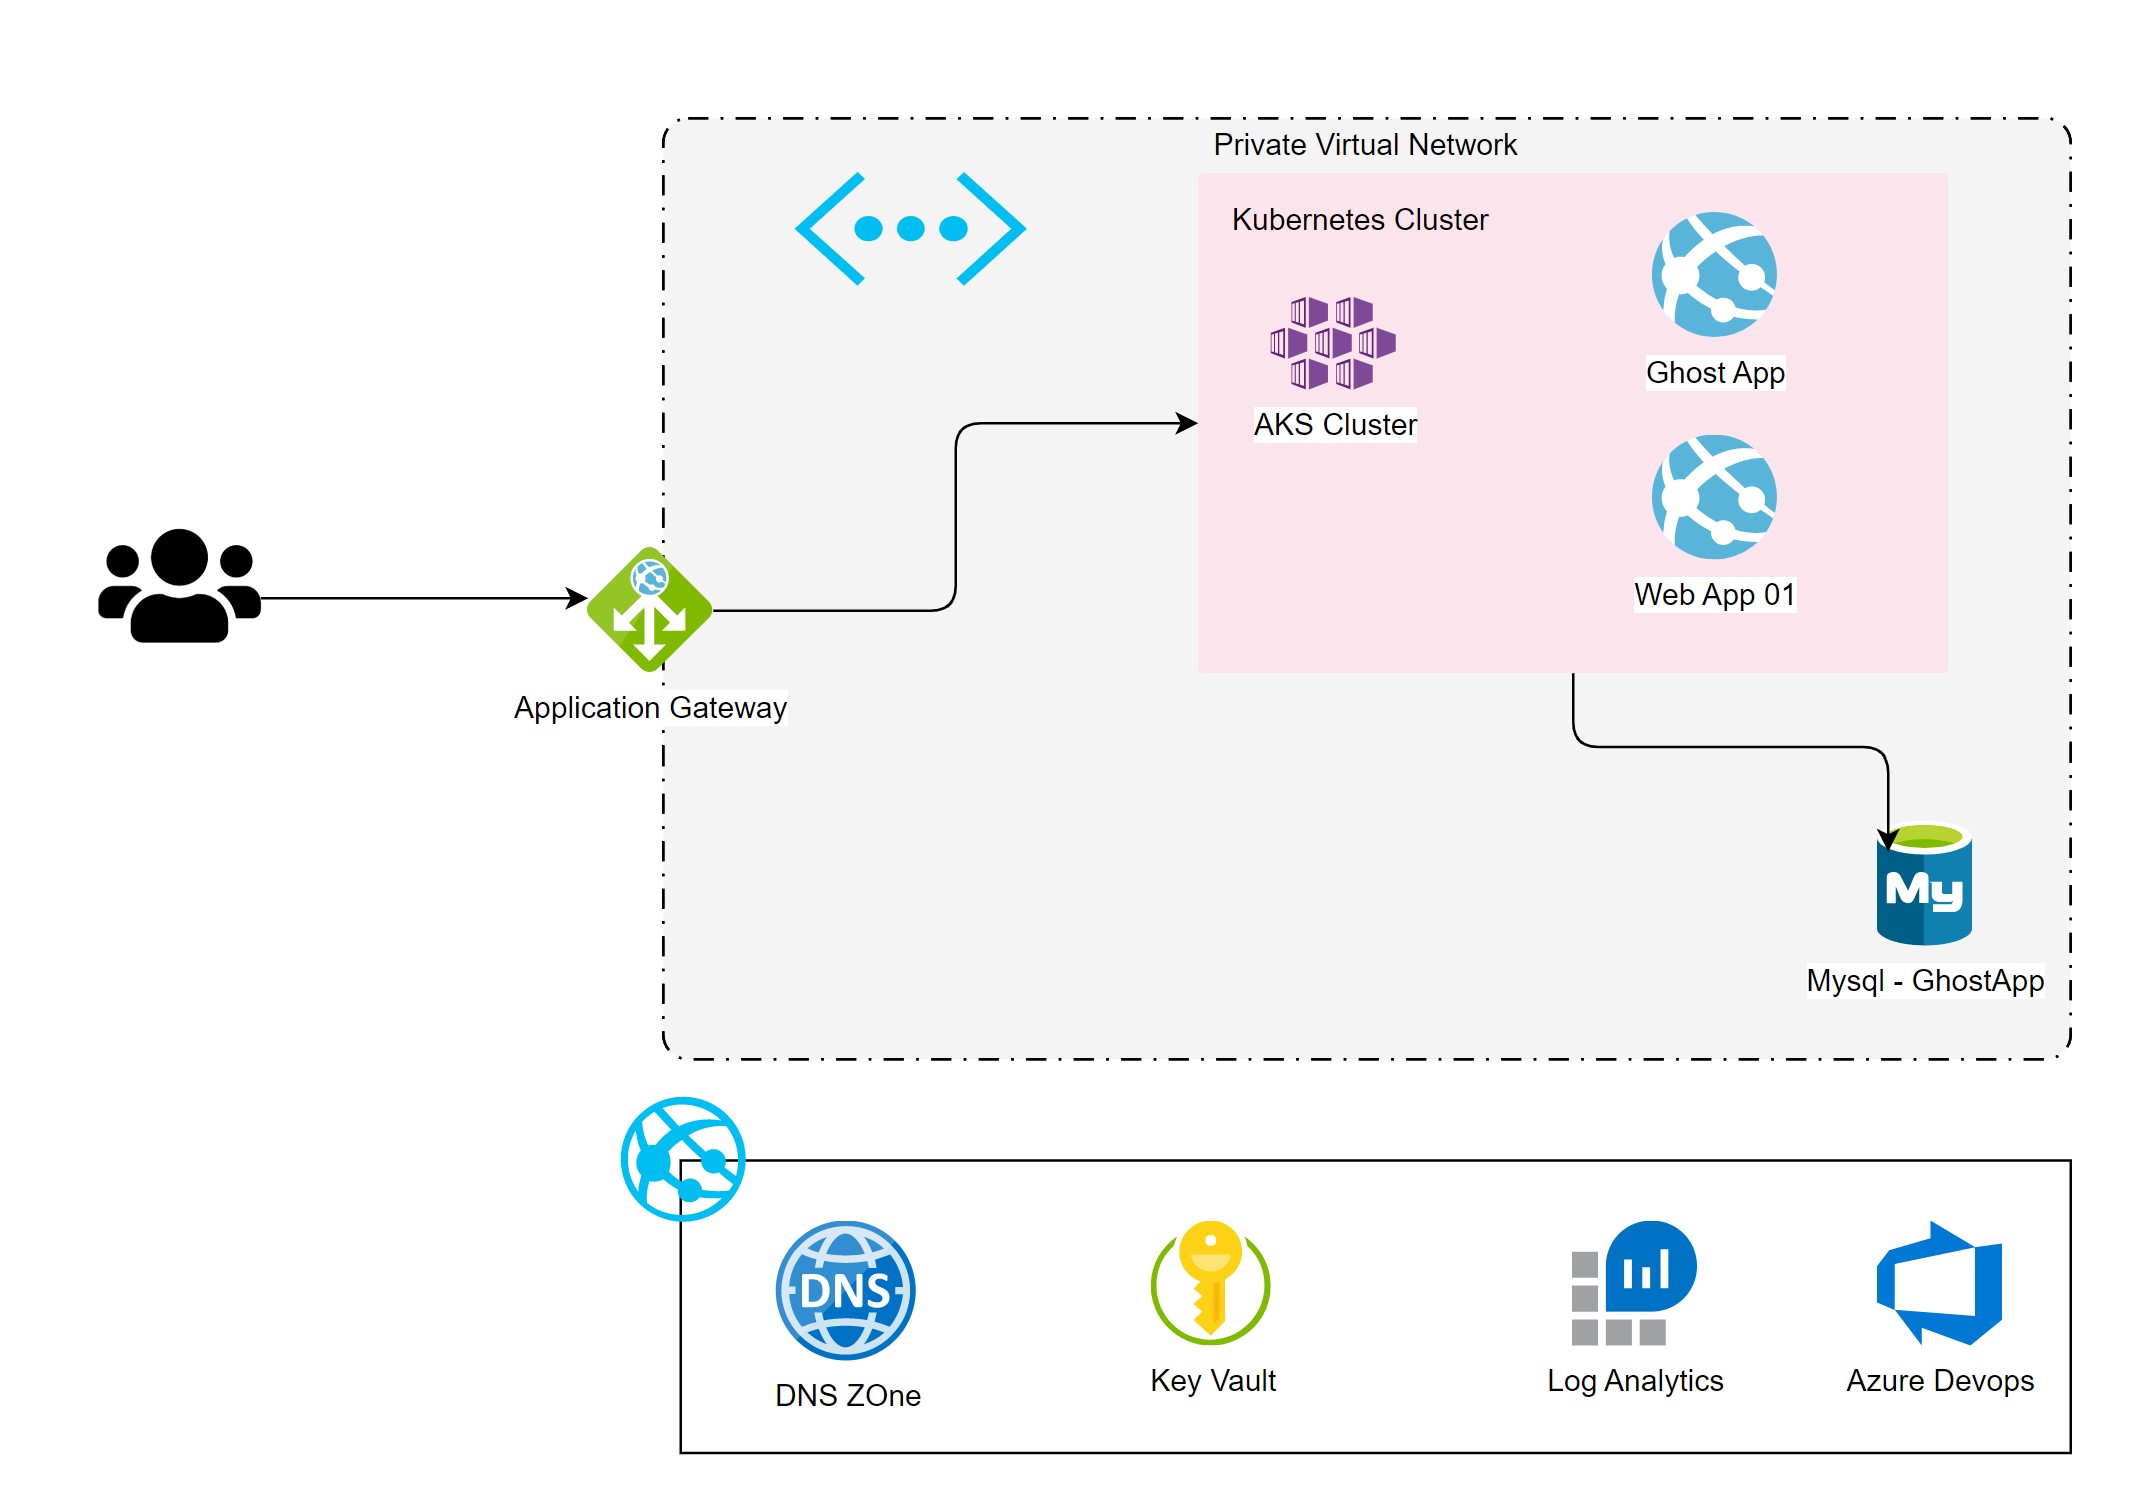 Private Virtual Network
Kubernetes Cluster
Ghost App
AKS Cluster
Web App 01
Application Gateway
My
Mysql - GhostApp
DNS
DNS ZOne
Key Vault
Log Analytics
Azure Devops